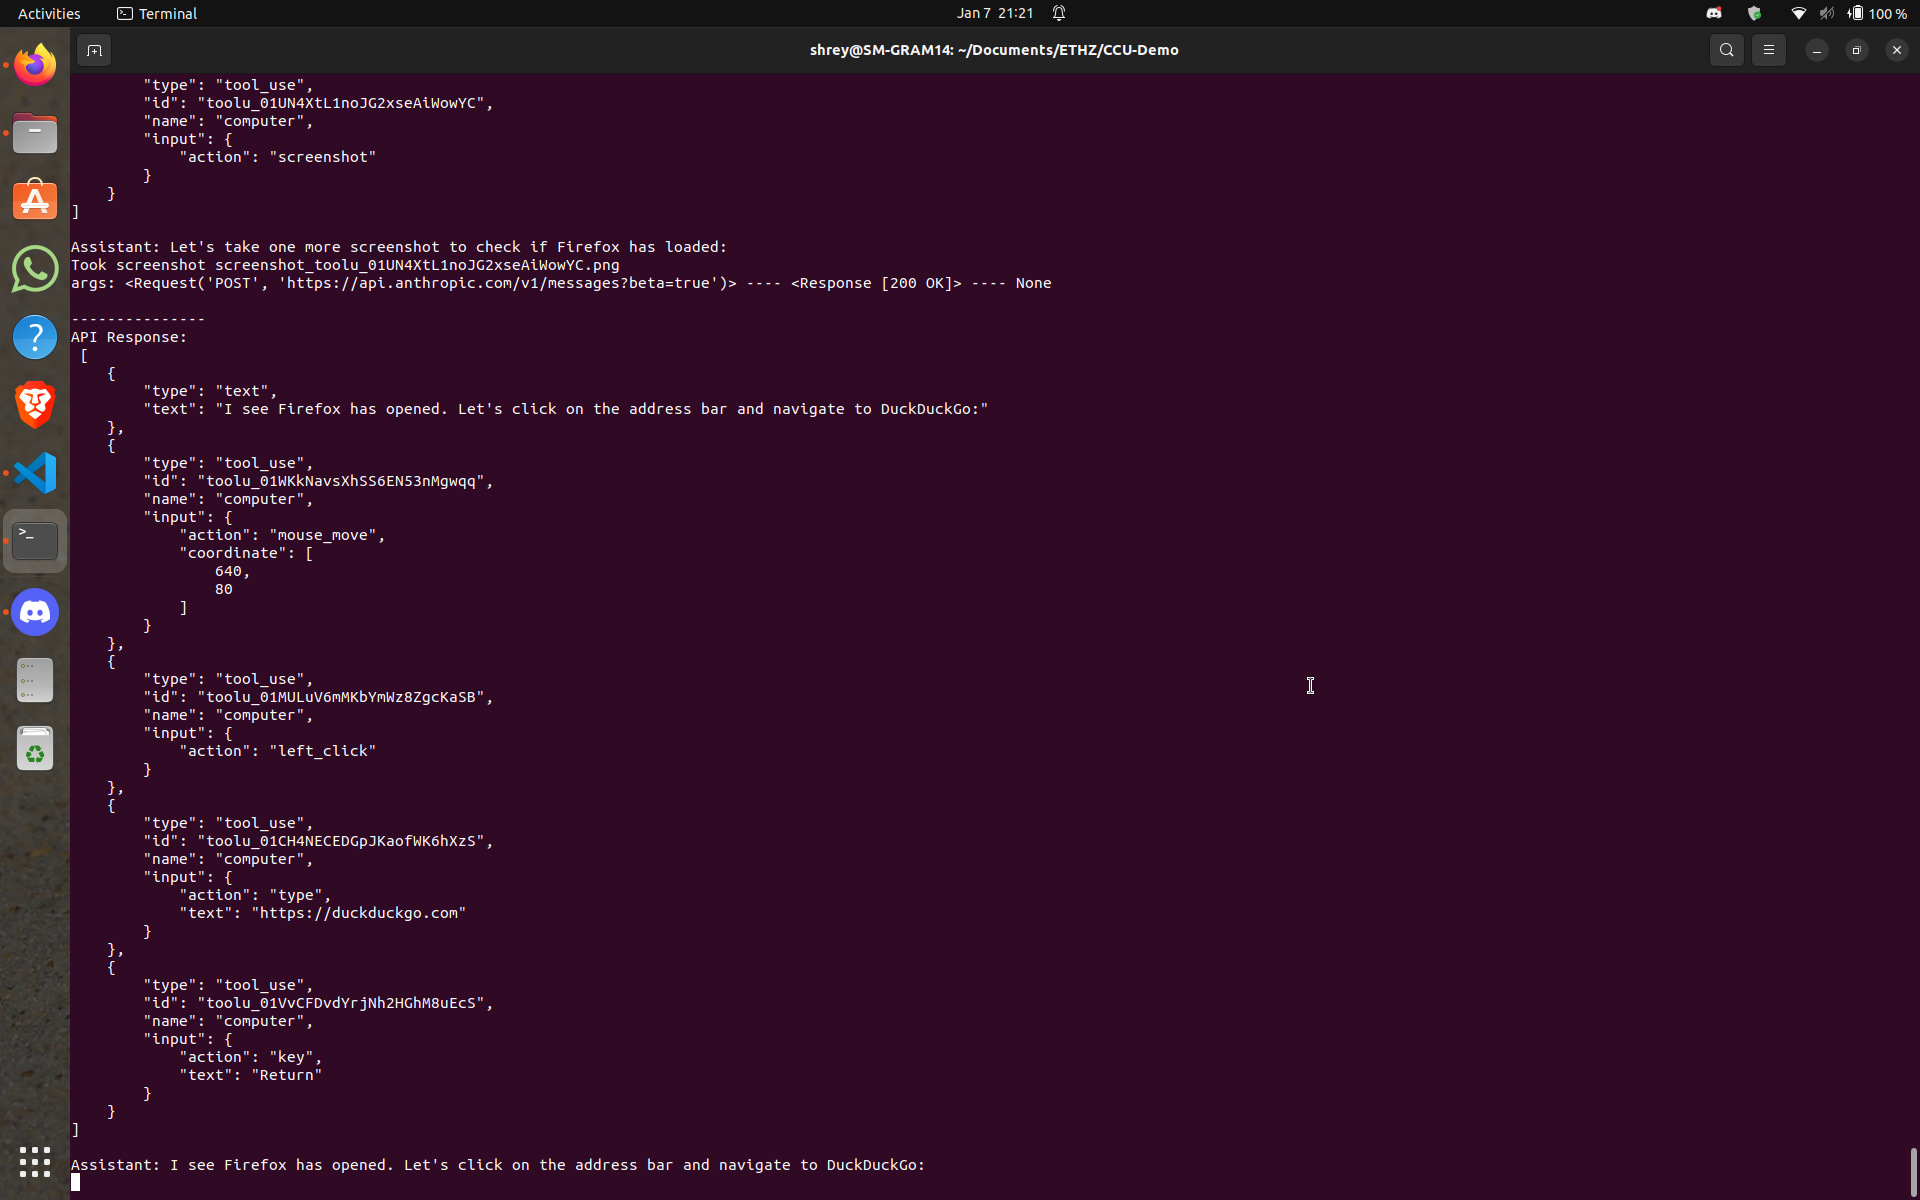 Activities Terminal Jan 7 21:21 100 %
shrey@SM-GRAM14: ~/Documents/ETHZ/CCU-Demo
"type": "tool_use",
"id": "toolu_01UN4XtL1noJG2xseAiWowYC",
"name": "computer",
"input": {
"action": "screenshot"
}
}
]
Assistant: Let's take one more screenshot to check if Firefox has loaded:
Took screenshot screenshot_toolu_01UN4XtL1noJG2xseAiWowYC.png
args: <Request('POST', 'https://api.anthropic.com/v1/messages?beta=true')> ---- <Response [200 OK]> ---- None
---------------
API Response:
[
{
"type": "text",
"text": "I see Firefox has opened. Let's click on the address bar and navigate to DuckDuckGo:"
},
{
"type": "tool_use",
"id": "toolu_01WKkNavsXhSS6EN53nMgwqq",
"name": "computer",
"input": {
"action": "mouse_move",
"coordinate": [
640,
80
]
}
},
{
"type": "tool_use",
"id": "toolu_01MULuV6mMKbYmWz8ZgcKaSB",
"name": "computer",
"input": {
"action": "left_click"
}
},
{
"type": "tool_use",
"id": "toolu_01CH4NECEDGpJKaofWK6hXzS",
"name": "computer",
"input": {
"action": "type",
"text": "https://duckduckgo.com"
}
},
{
"type": "tool_use",
"id": "toolu_01VvCFDvdYrjNh2HGhM8uEcS",
"name": "computer",
"input": {
"action": "key",
"text": "Return"
}
}
]
Assistant: I see Firefox has opened. Let's click on the address bar and navigate to DuckDuckGo: